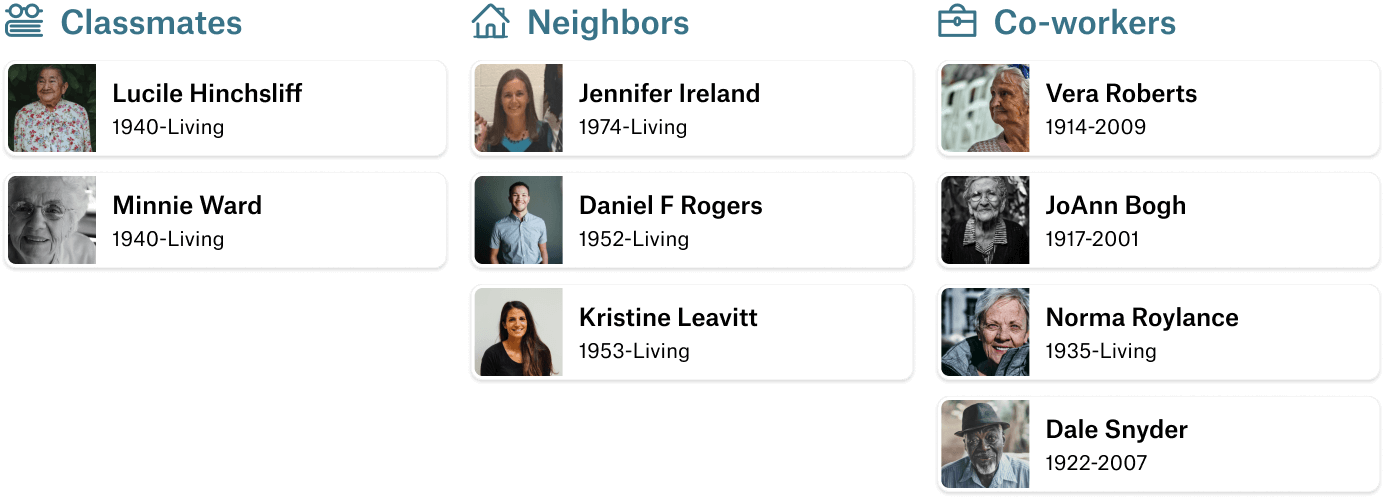 Classmates
Lucile Hinchsliff
1940-Living
Minnie Ward
1940-Living
Neighbors
Jennifer Ireland
1974-Living
Daniel F Rogers
1952-Living
Kristine Leavitt
1953-Living
Co-workers
Vera Roberts
1914-2009
JoAnn Bogh
1917-2001
Norma Roylance
1935-Living
Dale Snyder
1922-2007